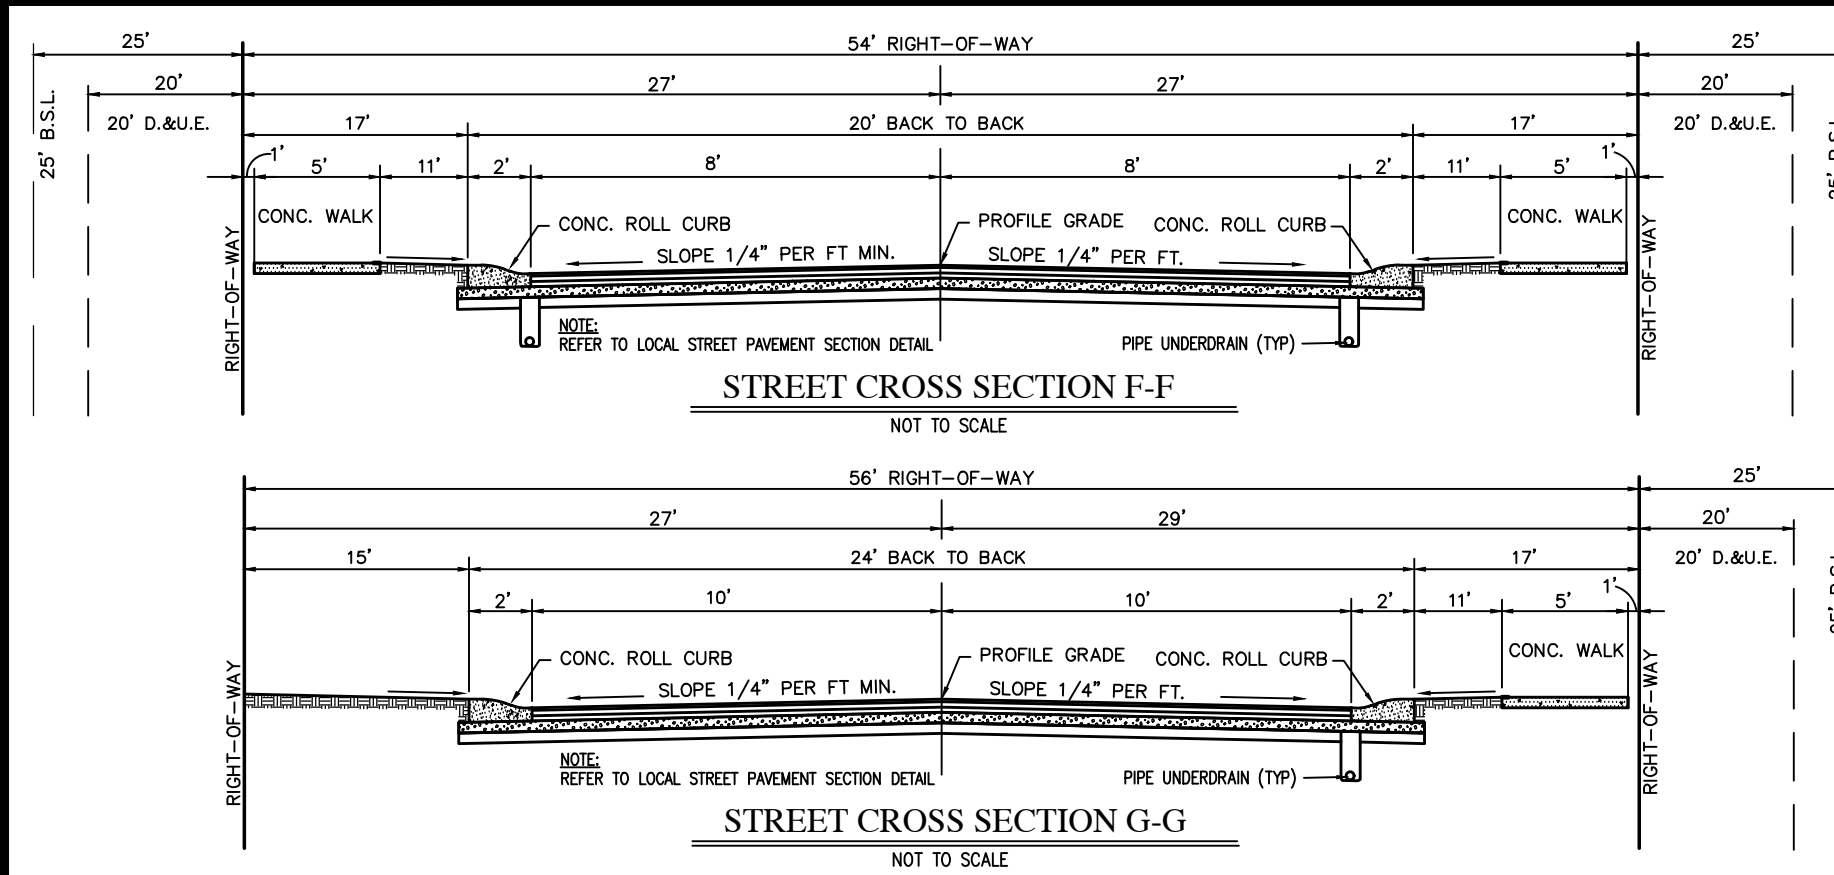 25' 54' RIGHT-OF-WAY 25'
20' 27' 27' 20'
25' B.S.L.
20' D.&U.E. 17' 20' BACK TO BACK 17' 20' D.&U.E.
1' 5' 11' 2' 8' 8' 2' 11' 5' 1'
CONC. WALK CONC. ROLL CURB PROFILE GRADE CONC. ROLL CURB CONC. WALK
SLOPE 1/4" PER FT MIN. SLOPE 1/4" PER FT.
RIGHT-OF-WAY
RIGHT-OF-WAY
NOTE:
REFER TO LOCAL STREET PAVEMENT SECTION DETAIL PIPE UNDERDRAIN (TYP)
STREET CROSS SECTION F-F
NOT TO SCALE
56' RIGHT-OF-WAY 25'
27' 29' 20'
15' 24' BACK TO BACK 17' 20' D.&U.E.
2' 10' 10' 2' 11' 5' 1'
CONC. ROLL CURB PROFILE GRADE CONC. ROLL CURB CONC. WALK
SLOPE 1/4" PER FT MIN. SLOPE 1/4" PER FT.
RIGHT-OF-WAY
RIGHT-OF-WAY
NOTE:
REFER TO LOCAL STREET PAVEMENT SECTION DETAIL PIPE UNDERDRAIN (TYP)
STREET CROSS SECTION G-G
NOT TO SCALE